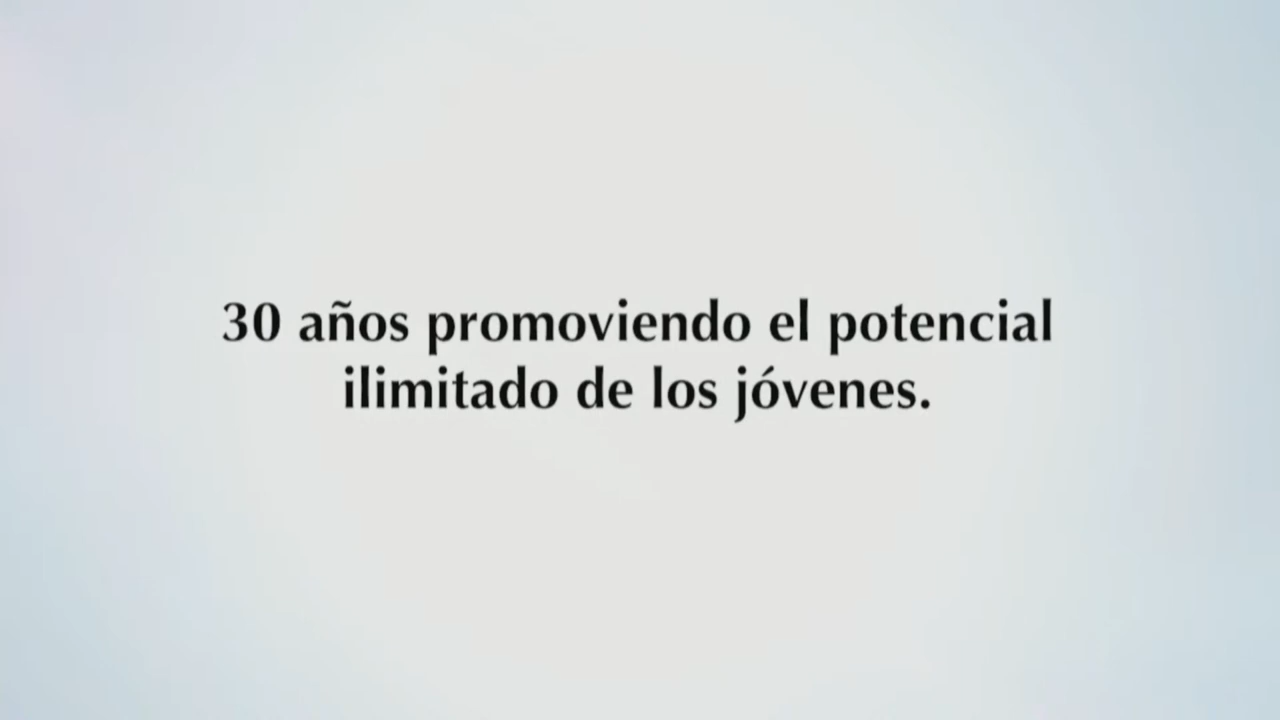 30 años promoviendo el potencial
ilimitado de los jóvenes.